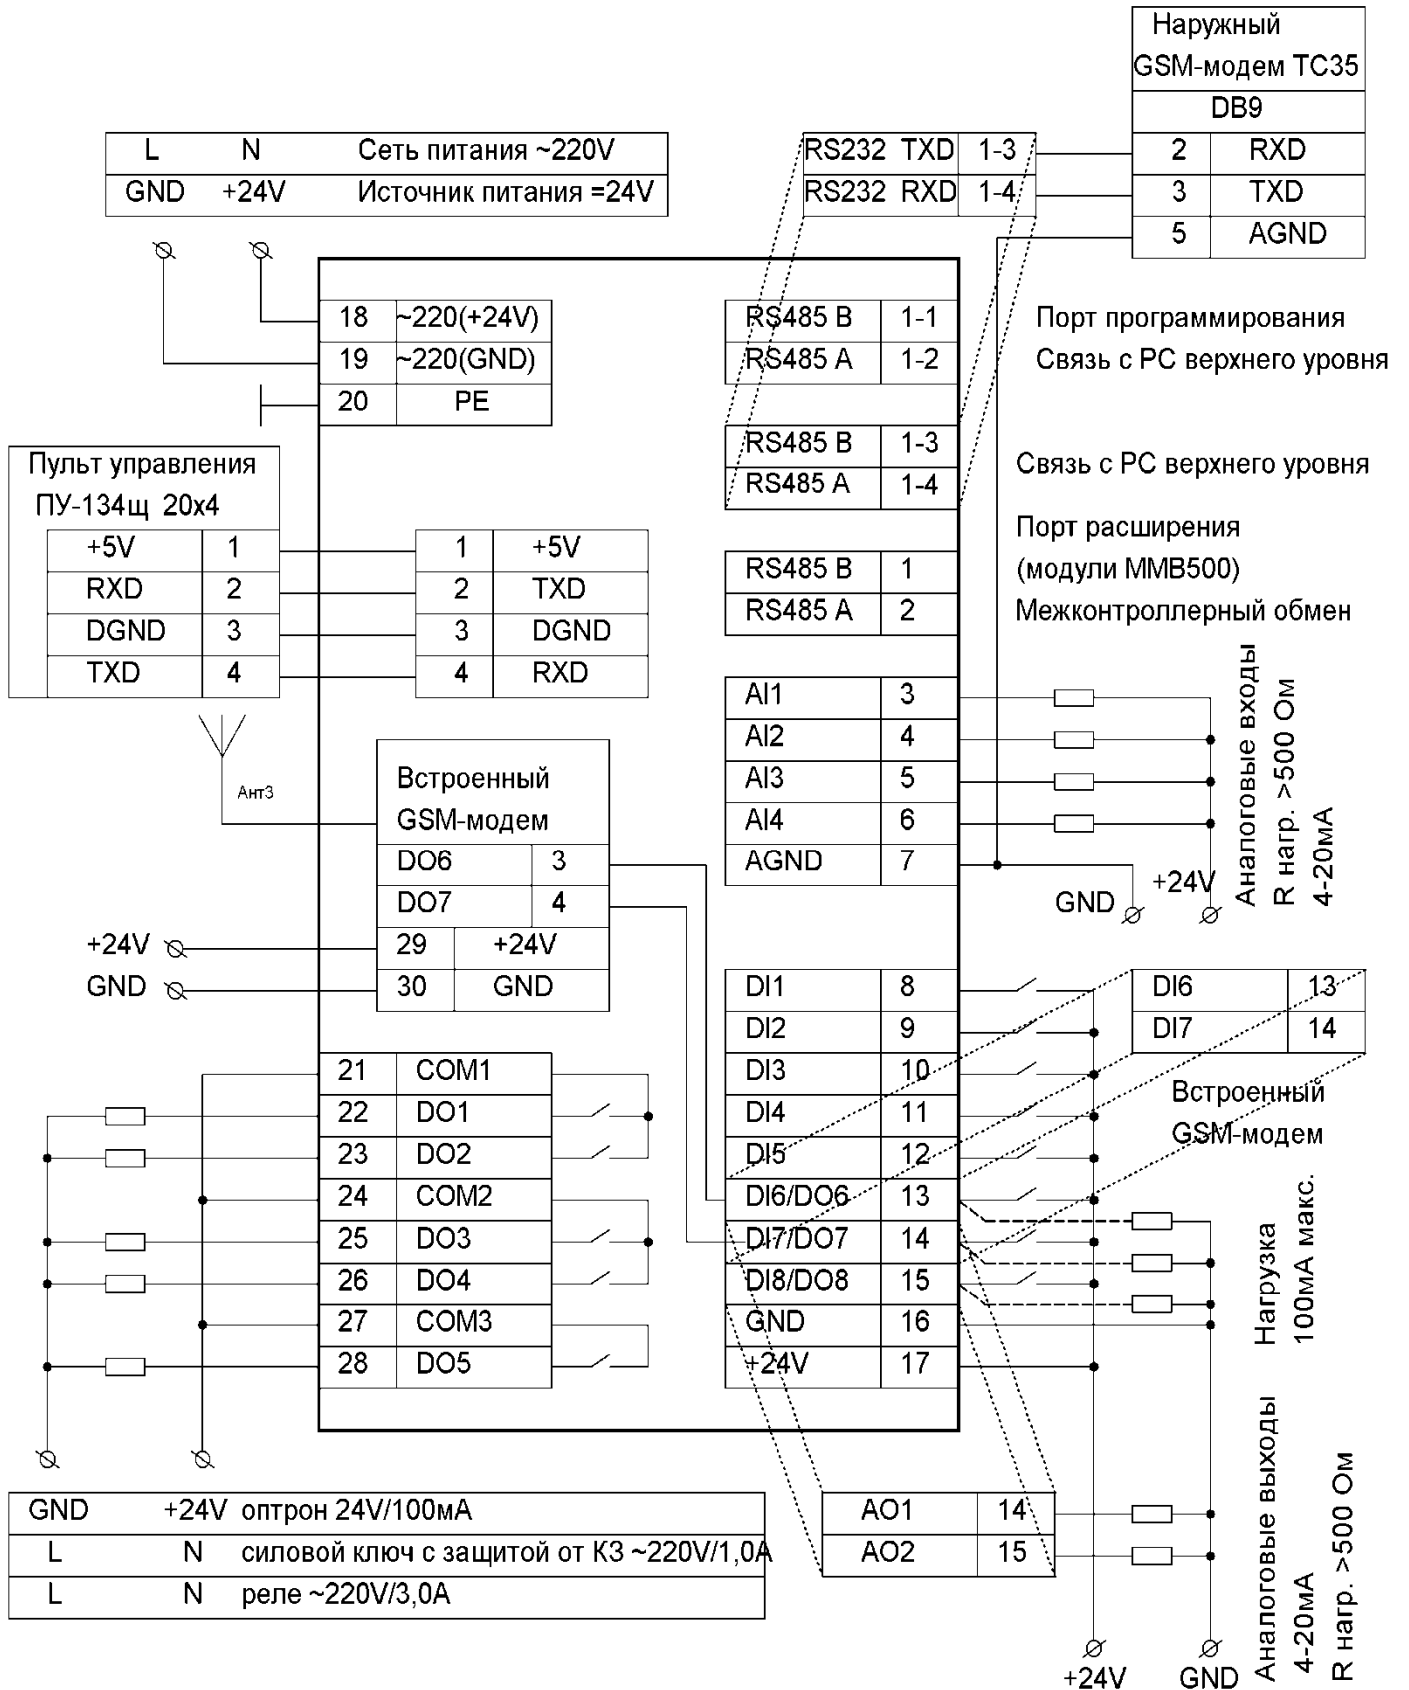 Наружный
GSM-модем TC35
DB9
2 RXD
3 TXD
5 AGND
L N Сеть питания ~220V
GND +24V Источник питания =24V
RS232 TXD 1-3
RS232 RXD 1-4
18 ~220(+24V)
19 ~220(GND)
20 PE
RS485 B 1-1
RS485 A 1-2
Порт программирования
Связь с PC верхнего уровня
RS485 B 1-3
RS485 A 1-4
Связь с PC верхнего уровня
Пульт управления
ПУ-134щ 20x4
+5V 1
RXD 2
DGND 3
TXD 4
1 +5V
2 TXD
3 DGND
4 RXD
RS485 B 1
RS485 A 2
Порт расширения
(модули MMB500)
Межконтроллерный обмен
Ант3
Встроенный
GSM-модем
DO6 3
DO7 4
29 +24V
30 GND
+24V
GND
AI1 3
AI2 4
AI3 5
AI4 6
AGND 7
GND
+24V
Аналоговые входы
R нагр. >500 Ом
4-20мА
DI1 8
DI2 9
DI3 10
DI4 11
DI5 12
DI6/DO6 13
DI7/DO7 14
DI8/DO8 15
GND 16
+24V 17
DI6 13
DI7 14
Встроенный
GSM-модем
Нагрузка
100мА макс.
21 COM1
22 DO1
23 DO2
24 COM2
25 DO3
26 DO4
27 COM3
28 DO5
GND +24V оптрон 24V/100мА
L N силовой ключ с защитой от КЗ ~220V/1,0А
L N реле ~220V/3,0А
AO1 14
AO2 15
Аналоговые выходы
4-20мА
R нагр. >500 Ом
+24V
GND